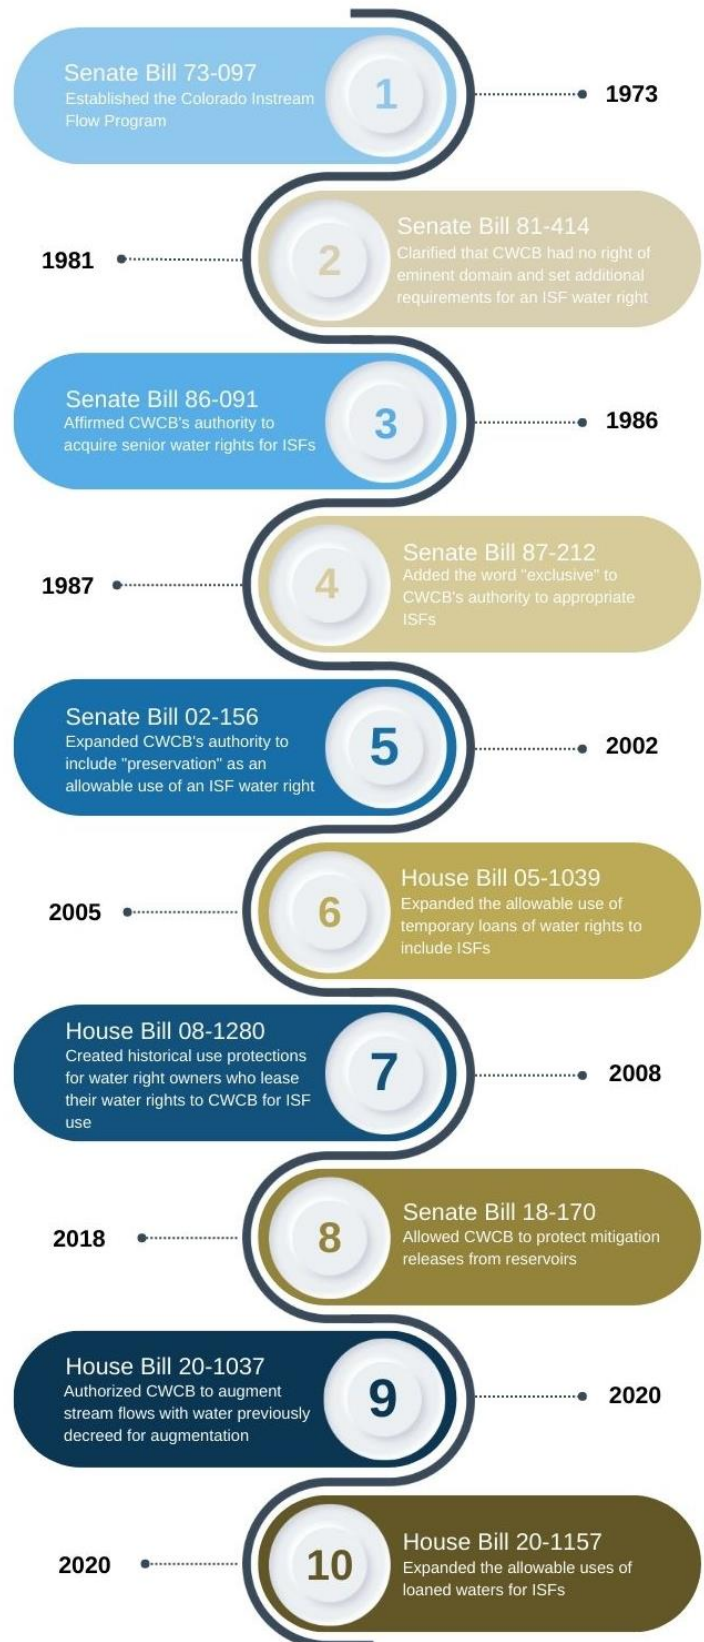 Senate Bill 73-097
Established the Colorado Instream
Flow Program
1
1973
1981
2
Senate Bill 81-414
Clarified that CWCB had no right of
eminent domain and set additional
requirements for an ISF water right
Senate Bill 86-091
Affirmed CWCB's authority to
acquire senior water rights for ISFs
3
1986
1987
4
Senate Bill 87-212
Added the word "exclusive" to
CWCB's authority to appropriate
ISFs
Senate Bill 02-156
Expanded CWCB's authority to
include "preservation" as an
allowable use of an ISF water right
5
2002
2005
6
House Bill 05-1039
Expanded the allowable use of
temporary loans of water rights to
include ISFs
House Bill 08-1280
Created historical use protections
for water right owners who lease
their water rights to CWCB for ISF
use
7
2008
2018
8
Senate Bill 18-170
Allowed CWCB to protect mitigation
releases from reservoirs
House Bill 20-1037
Authorized CWCB to augment
stream flows with water previously
decreed for augmentation
9
2020
2020
10
House Bill 20-1157
Expanded the allowable uses of
loaned waters for ISFs